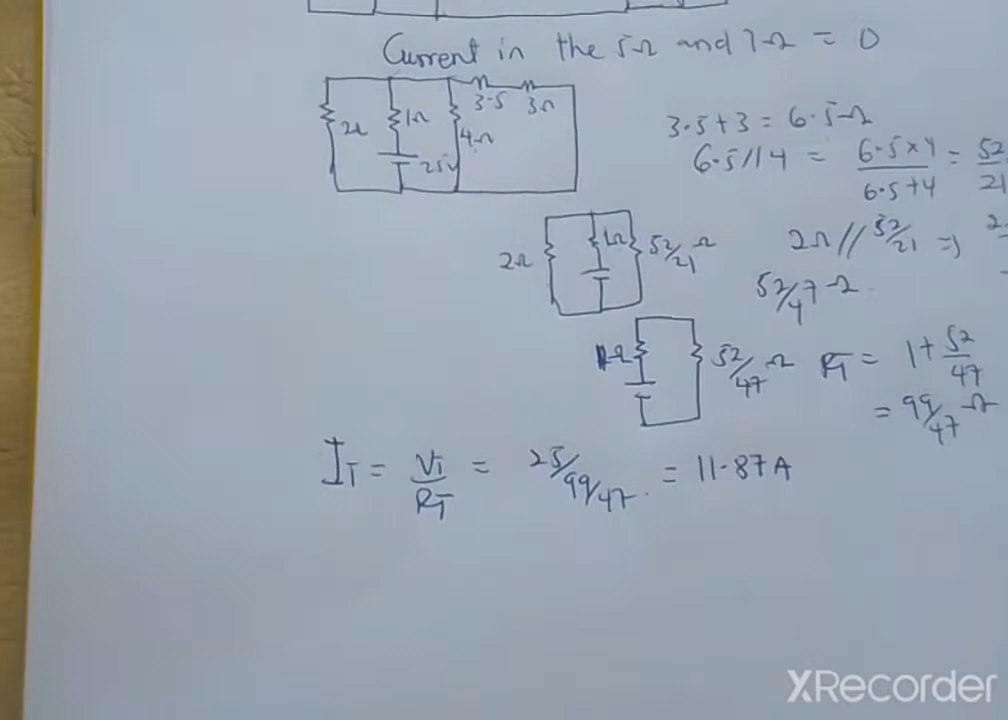 Current in the 5Ω and 7Ω = 0
2Ω 1Ω 25V 4Ω 3.5 3Ω
3.5+3 = 6.5Ω
6.5//4 = 6.5×4/6.5+4 = 52/21
2Ω 1Ω 52/21 Ω
2Ω // 52/21 =>
52/47 Ω.
1Ω 52/47 Ω
RT = 1 + 52/47
= 99/47 Ω
IT = VT/RT = 25/99/47. = 11.87A
XRecorder